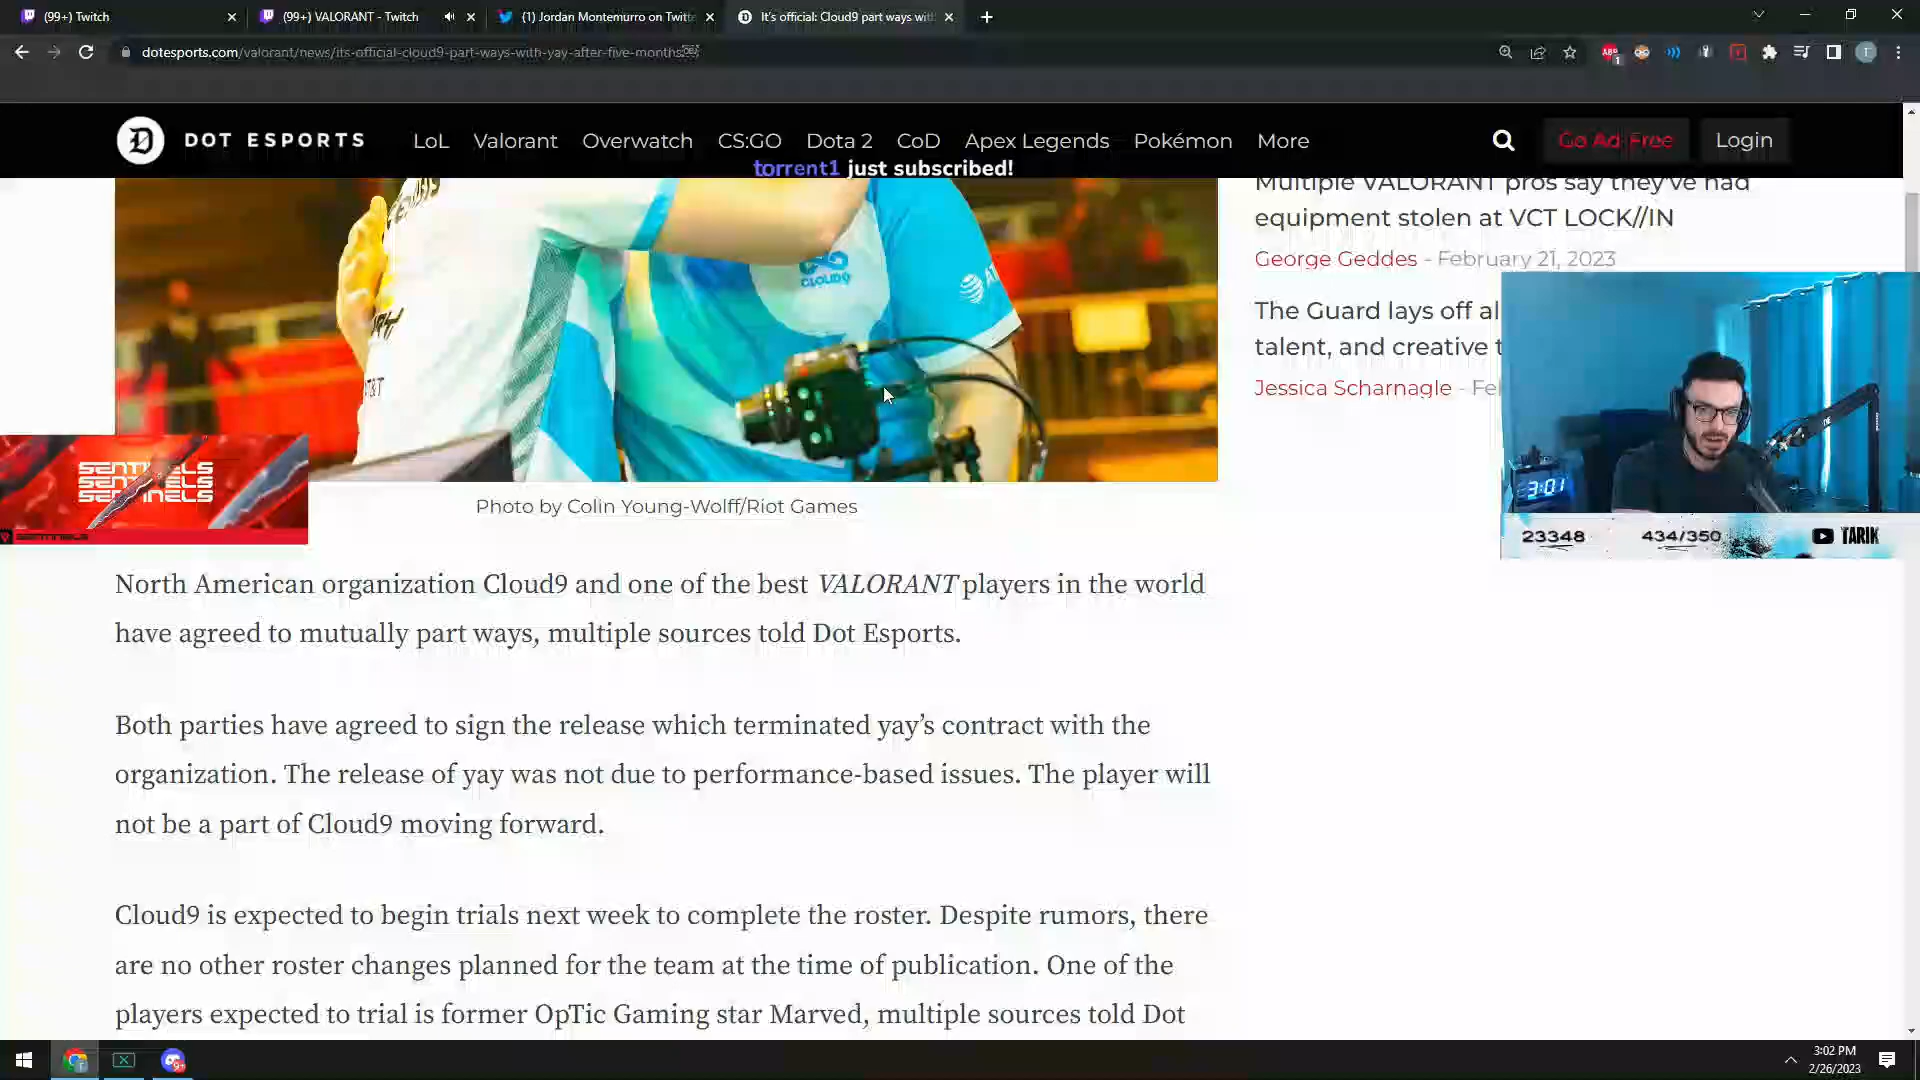 (99+) Twitch
(99+) VALORANT - Twitch
(1) Jordan Montemurro on Twitte
It's official: Cloud9 part ways with
dotesports.com/valorant/news/its-official-cloud9-part-ways-with-yay-after-five-months
DOT ESPORTS
LoL
Valorant
Overwatch
CS:GO
Dota 2
CoD
Apex Legends
Pokémon
More
Go Ad-Free
Login
torrent1 just subscribed!
Multiple VALORANT pros say they've had
equipment stolen at VCT LOCK//IN
George Geddes - February 21, 2023
The Guard lays off al
talent, and creative t
Jessica Scharnagle - Fe
CLOUD9
AT
AT&T
SENTINELS
SENTINELS
SENTINELS
SENTINELS
3:01
23348
434/350
TARIK
Photo by Colin Young-Wolff/Riot Games
North American organization Cloud9 and one of the best VALORANT players in the world
have agreed to mutually part ways, multiple sources told Dot Esports.
Both parties have agreed to sign the release which terminated yay's contract with the
organization. The release of yay was not due to performance-based issues. The player will
not be a part of Cloud9 moving forward.
Cloud9 is expected to begin trials next week to complete the roster. Despite rumors, there
are no other roster changes planned for the team at the time of publication. One of the
players expected to trial is former OpTic Gaming star Marved, multiple sources told Dot
3:02 PM
2/26/2023